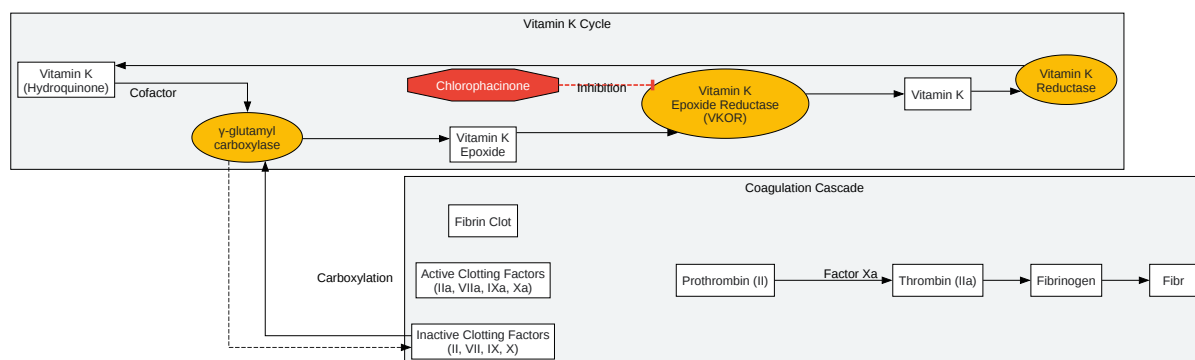 Vitamin K Cycle
Vitamin K
(Hydroquinone)
Cofactor
Chlorophacinone
Inhibition
Vitamin K
Epoxide Reductase
(VKOR)
Vitamin K
Vitamin K
Reductase
γ-glutamyl
carboxylase
Vitamin K
Epoxide
Coagulation Cascade
Fibrin Clot
Carboxylation
Active Clotting Factors
(IIa, VIIa, IXa, Xa)
Prothrombin (II)
Factor Xa
Thrombin (IIa)
Fibrinogen
Fibr
Inactive Clotting Factors
(II, VII, IX, X)